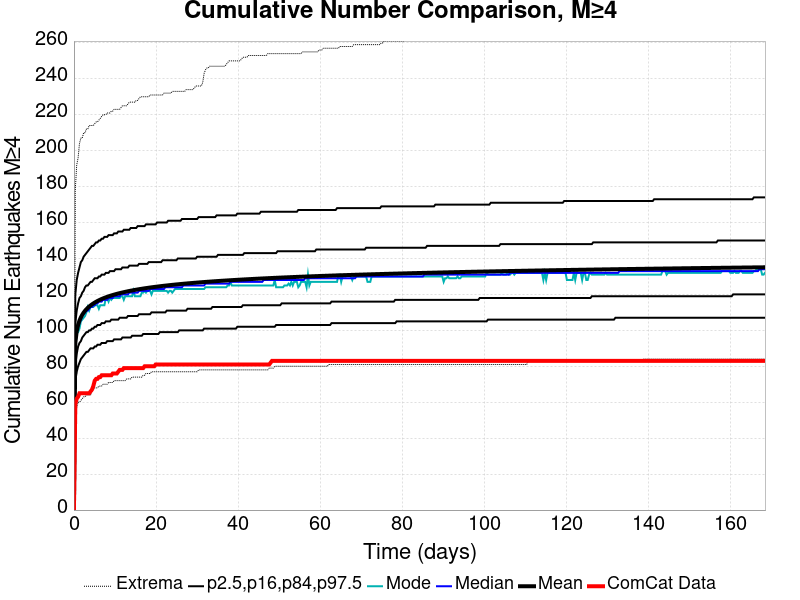 Cumulative Number Comparison, M≥4
Cumulative Num Earthquakes M≥4
260
240
220
200
180
160
140
120
100
80
60
40
20
0
0 20 40 60 80 100 120 140 160
Time (days)
Extrema p2.5,p16,p84,p97.5 Mode Median Mean ComCat Data